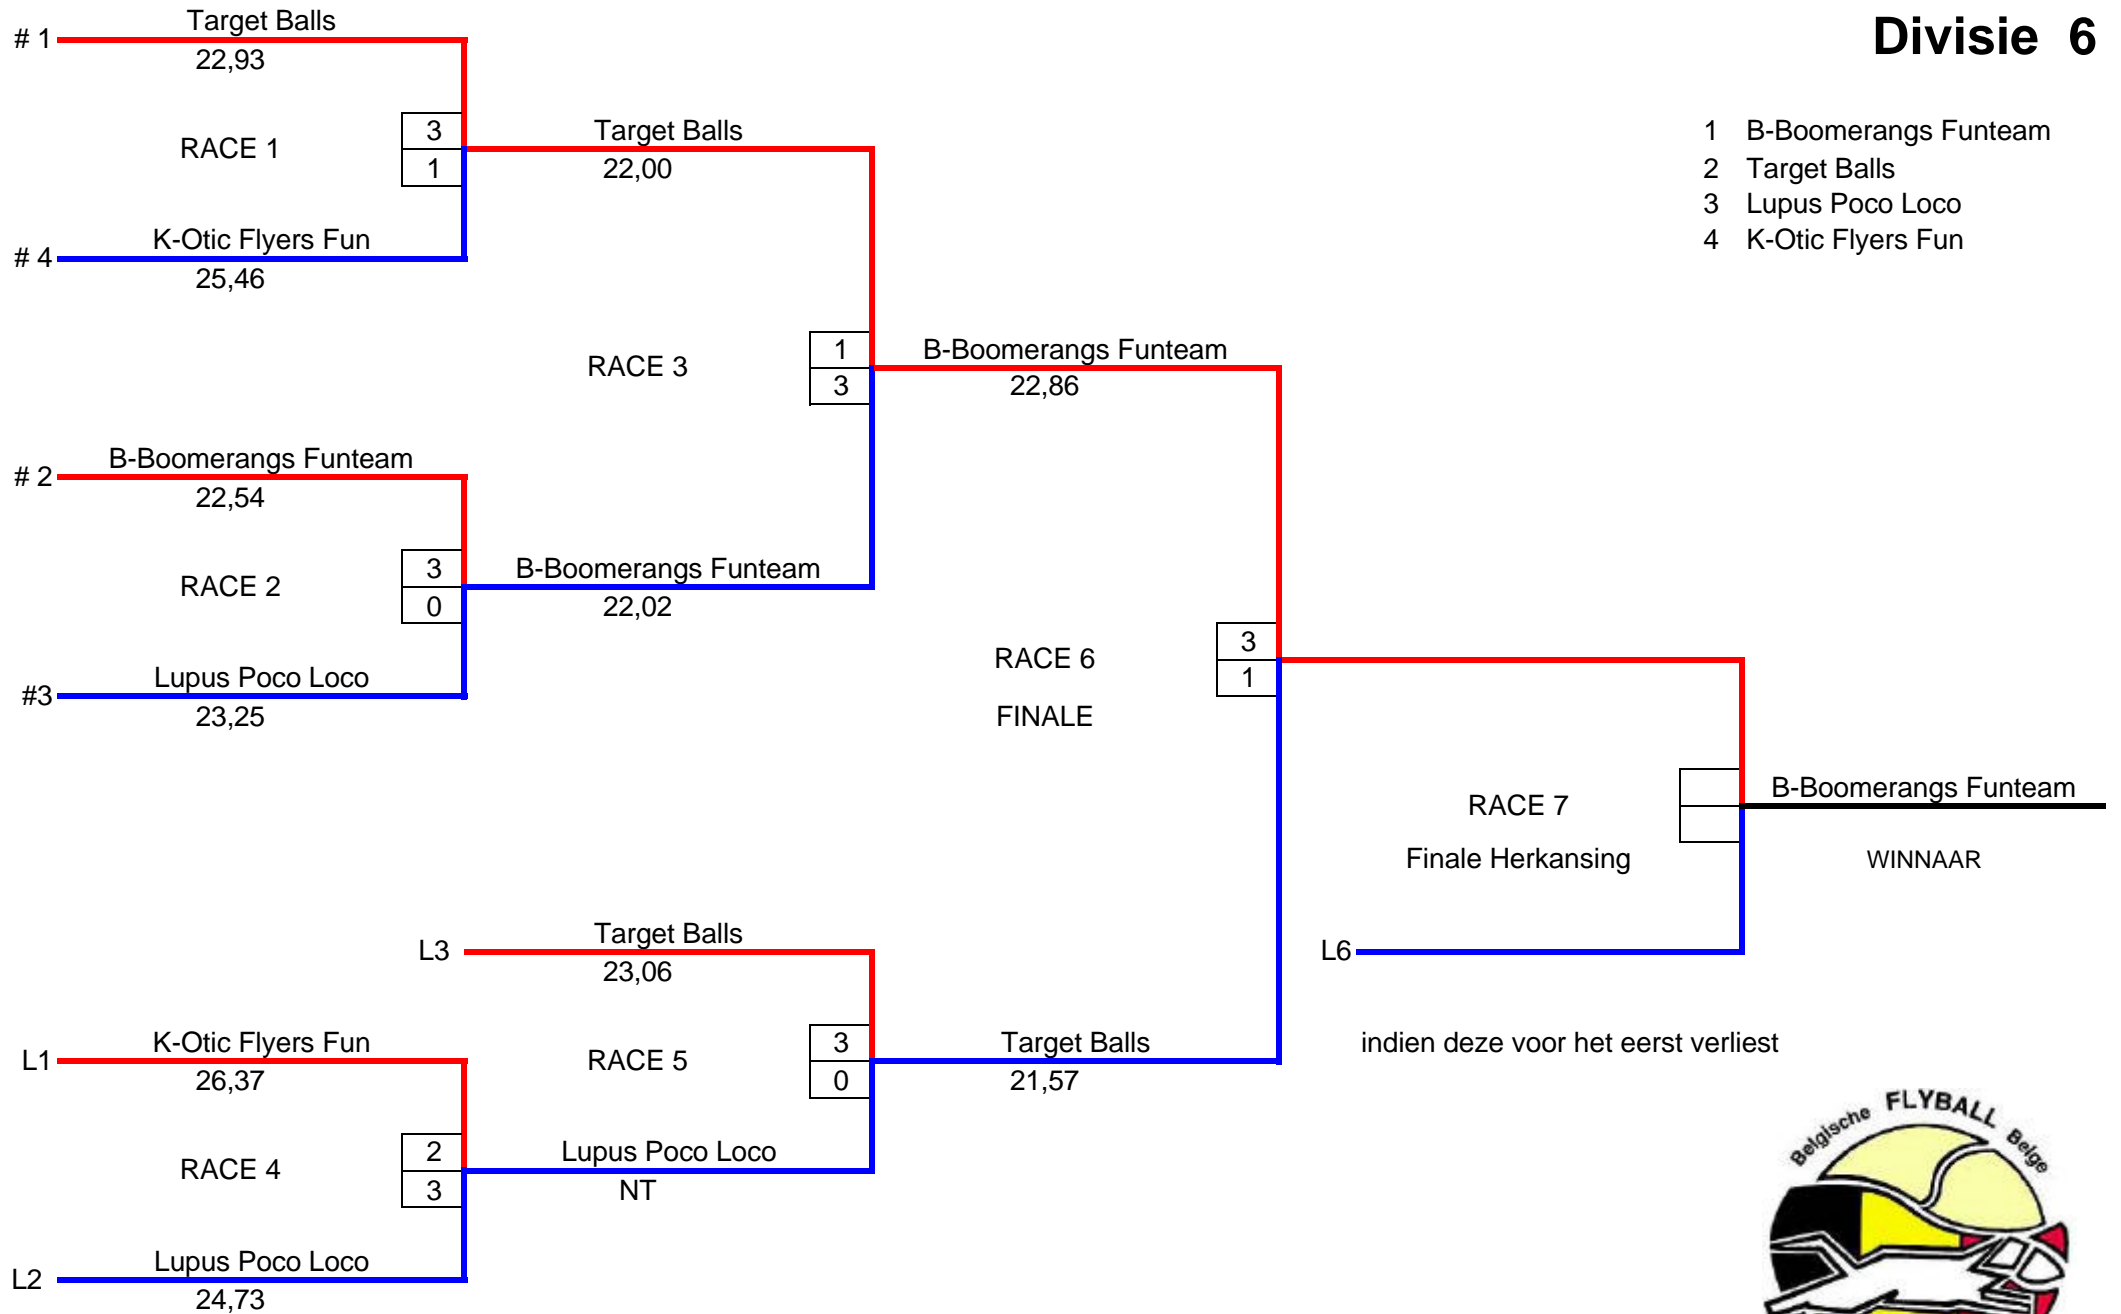 Divisie 6
1 B-Boomerangs Funteam
2 Target Balls
3 Lupus Poco Loco
4 K-Otic Flyers Fun
# 1
Target Balls
22,93
RACE 1
3
1
# 4
K-Otic Flyers Fun
25,46
Target Balls
22,00
RACE 3
1
3
# 2
B-Boomerangs Funteam
22,54
RACE 2
3
0
#3
Lupus Poco Loco
23,25
B-Boomerangs Funteam
22,02
B-Boomerangs Funteam
22,86
RACE 6
FINALE
3
1
RACE 7
Finale Herkansing
B-Boomerangs Funteam
WINNAAR
L6
indien deze voor het eerst verliest
L3
Target Balls
23,06
RACE 5
3
0
Target Balls
21,57
L1
K-Otic Flyers Fun
26,37
RACE 4
2
3
Lupus Poco Loco
NT
L2
Lupus Poco Loco
24,73
Belgische FLYBALL Belge